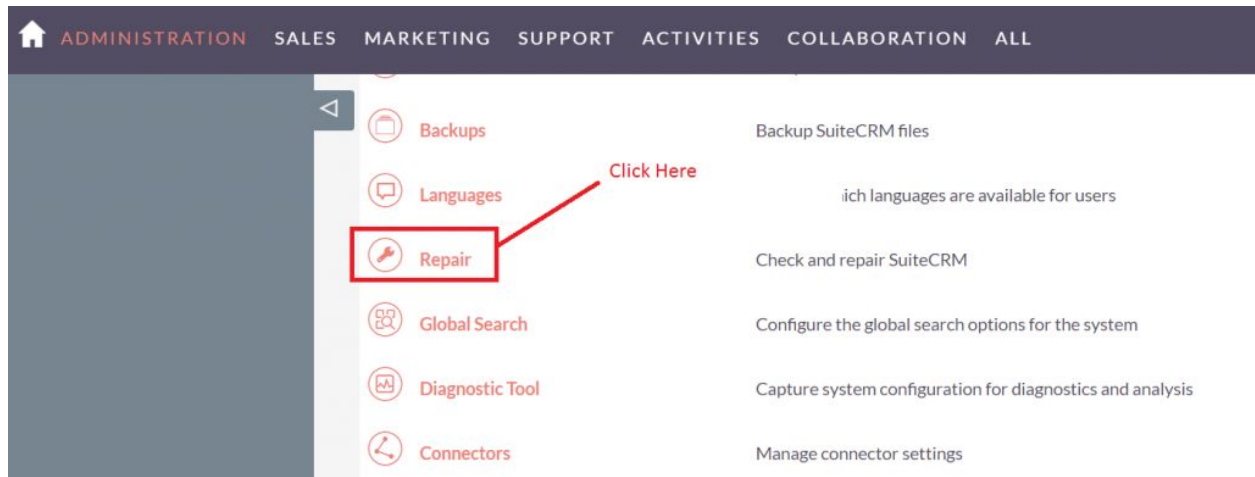 ADMINISTRATION SALES MARKETING SUPPORT ACTIVITIES COLLABORATION ALL
Backups Backup SuiteCRM files
Click Here
Languages languages are available for users
Repair Check and repair SuiteCRM
Global Search Configure the global search options for the system
Diagnostic Tool Capture system configuration for diagnostics and analysis
Connectors Manage connector settings